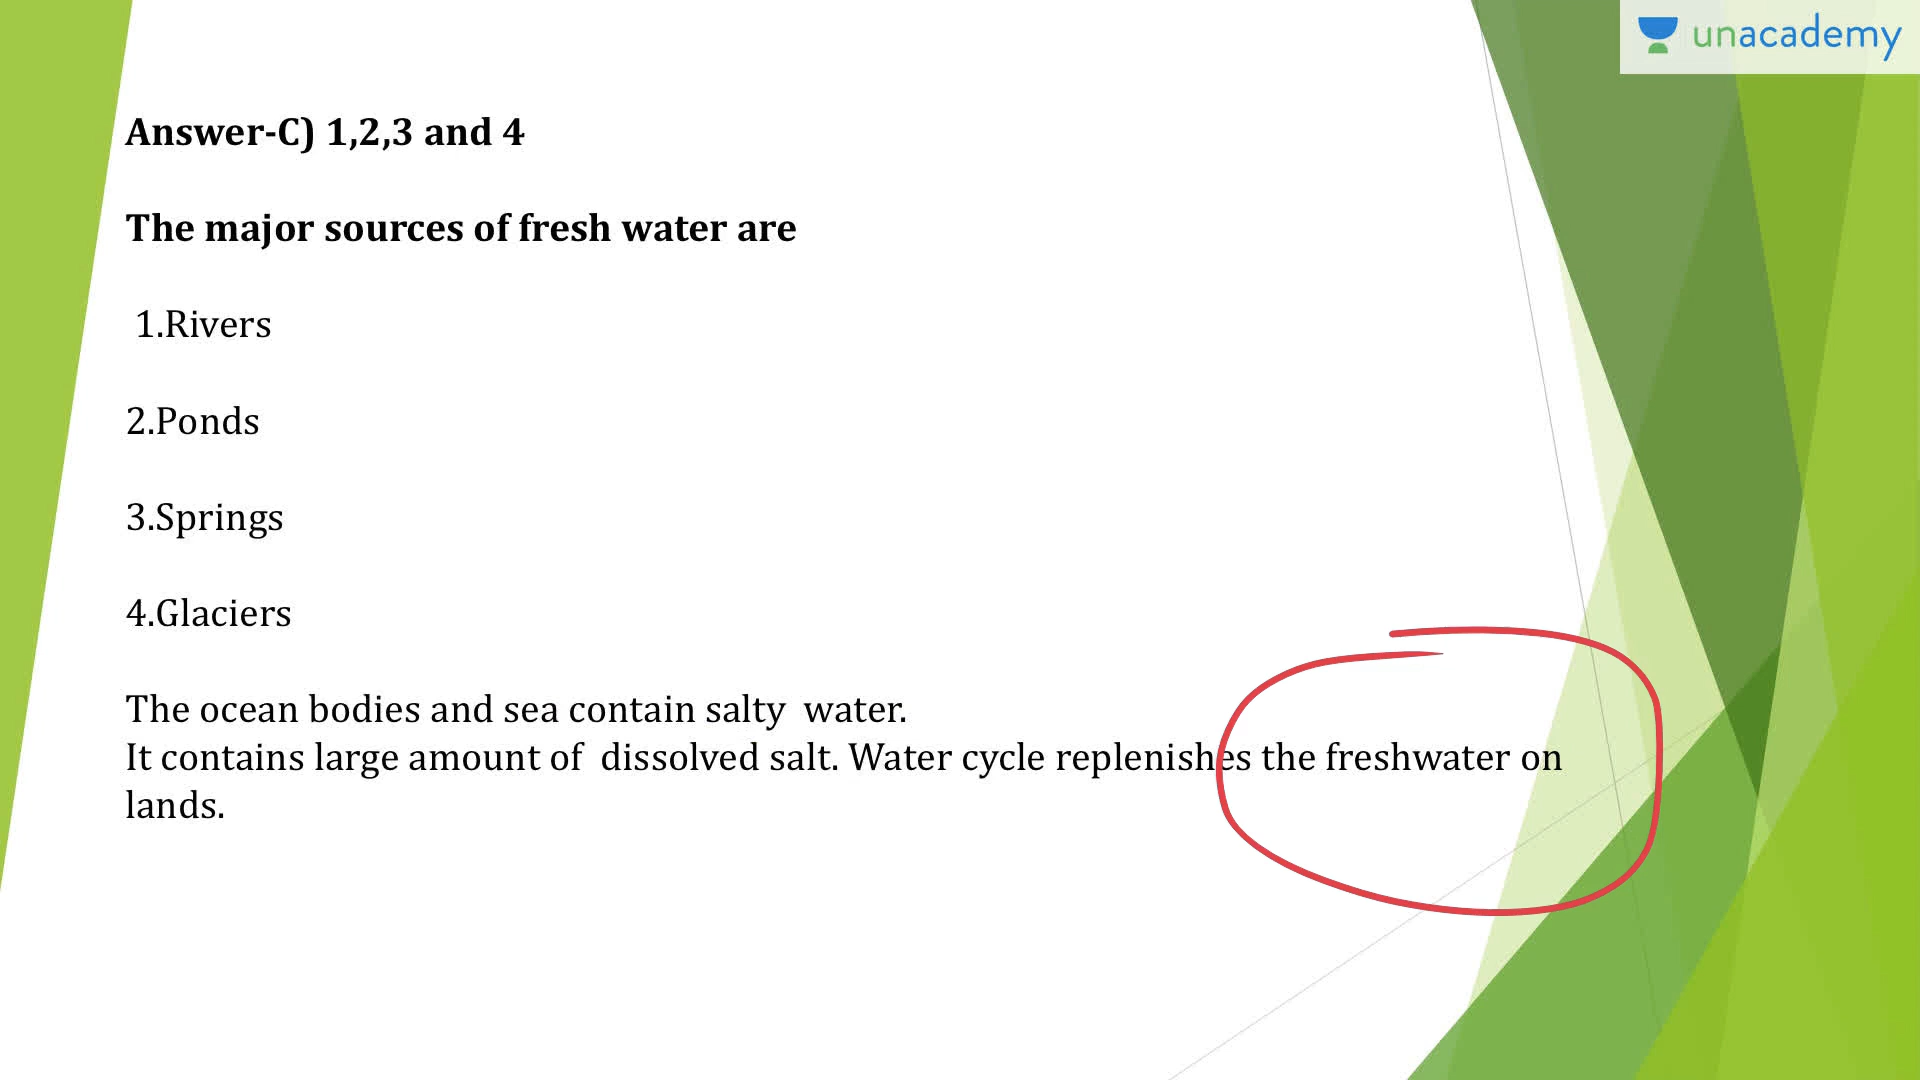 unacademy
Answer-C) 1,2,3 and 4
The major sources of fresh water are
1.Rivers
2.Ponds
3.Springs
4.Glaciers
The ocean bodies and sea contain salty  water.
It contains large amount of  dissolved salt. Water cycle replenishes the freshwater on
lands.